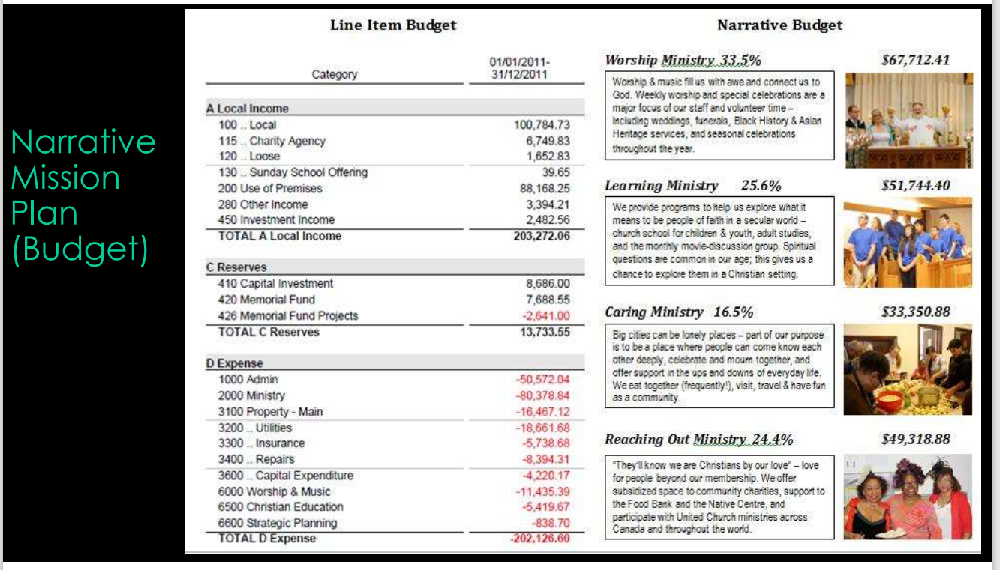 Narrative
Mission
Plan
(Budget)
Line Item Budget
Category 01/01/2011-
31/12/2011
A Local Income
100 .. Local 100,784.73
115 .. Charity Agency 6,749.83
120 .. Loose 1,652.83
130 .. Sunday School Offering 39.65
200 Use of Premises 88,168.25
280 Other Income 3,394.21
450 Investment Income 2,482.56
TOTAL A Local Income 203,272.06
C Reserves
410 Capital Investment 8,686.00
420 Memorial Fund 7,688.55
426 Memorial Fund Projects -2,641.00
TOTAL C Reserves 13,733.55
D Expense
1000 Admin -50,572.04
2000 Ministry -80,378.84
3100 Property - Main -16,467.12
3200 .. Utilities -18,661.68
3300 .. Insurance -5,738.68
3400 .. Repairs -8,394.31
3600 .. Capital Expenditure -4,220.17
6000 Worship & Music -11,435.39
6500 Christian Education -5,419.67
6600 Strategic Planning -838.70
TOTAL D Expense -202,126.60
Narrative Budget
Worship Ministry 33.5% $67,712.41
Worship & music fill us with awe and connect us to
God. Weekly worship and special celebrations are a
major focus of our staff and volunteer time –
including weddings, funerals, Black History & Asian
Heritage services, and seasonal celebrations
throughout the year.
Learning Ministry 25.6% $51,744.40
We provide programs to help us explore what it
means to be people of faith in a secular world –
church school for children & youth, adult studies,
and the monthly movie-discussion group. Spiritual
questions are common in our age; this gives us a
chance to explore them in a Christian setting.
Caring Ministry 16.5% $33,350.88
Big cities can be lonely places – part of our purpose
is to be a place where people can come know each
other deeply, celebrate and mourn together, and
offer support in the ups and downs of everyday life.
We eat together (frequently!), visit, travel & have fun
as a community.
Reaching Out Ministry 24.4% $49,318.88
"They'll know we are Christians by our love" – love
for people beyond our membership. We offer
subsidized space to community charities, support to
the Food Bank and the Native Centre, and
participate with United Church ministries across
Canada and throughout the world.